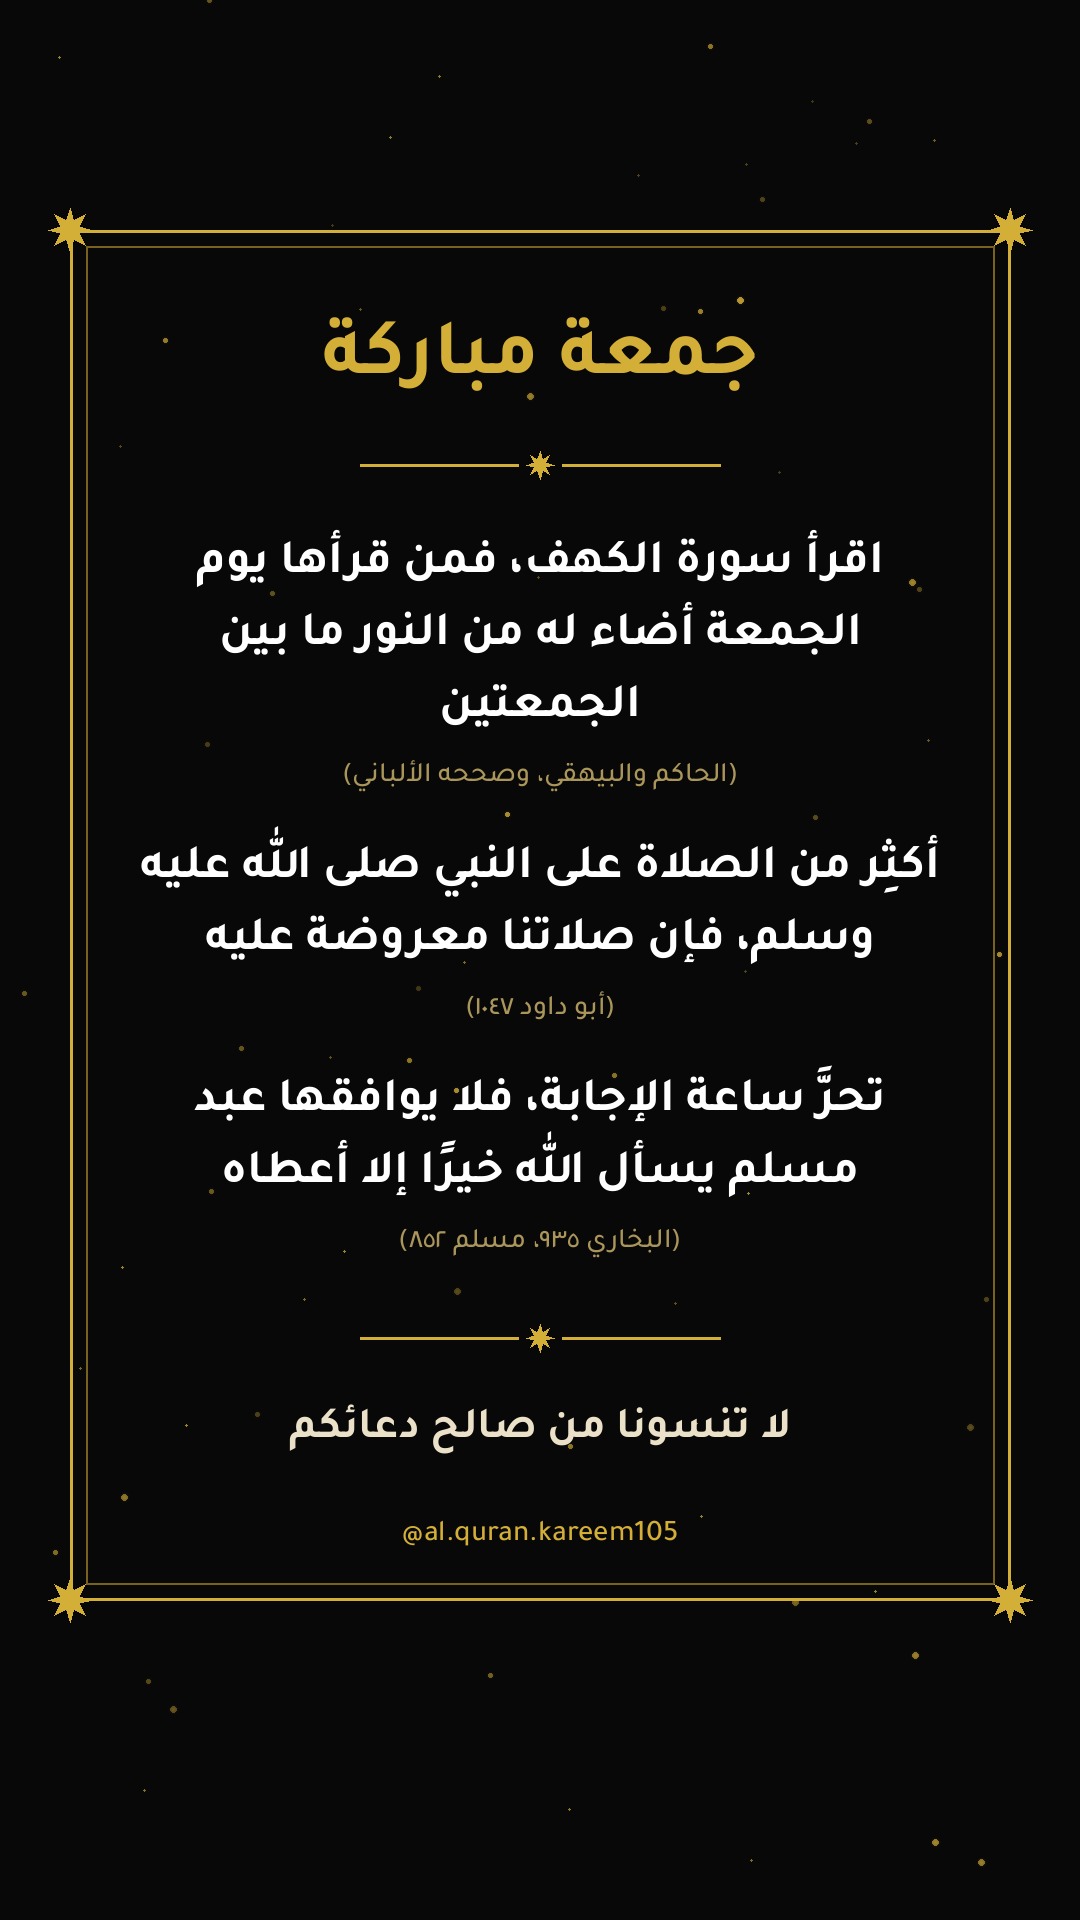 جمعة مباركة
اقرأ سورة الكهف، فمن قرأها يوم
الجمعة أضاء له من النور ما بين
الجمعتين
(الحاكم والبيهقي، وصححه الألباني)
أكثِر من الصلاة على النبي صلى الله عليه
وسلم، فإن صلاتنا معروضة عليه
(أبو داود ١٠٤٧)
تحرَّ ساعة الإجابة، فلا يوافقها عبد
مسلم يسأل الله خيرًا إلا أعطاه
(البخاري ٩٣٥، مسلم ٨٥٢)
لا تنسونا من صالح دعائكم
@al.quran.kareem105